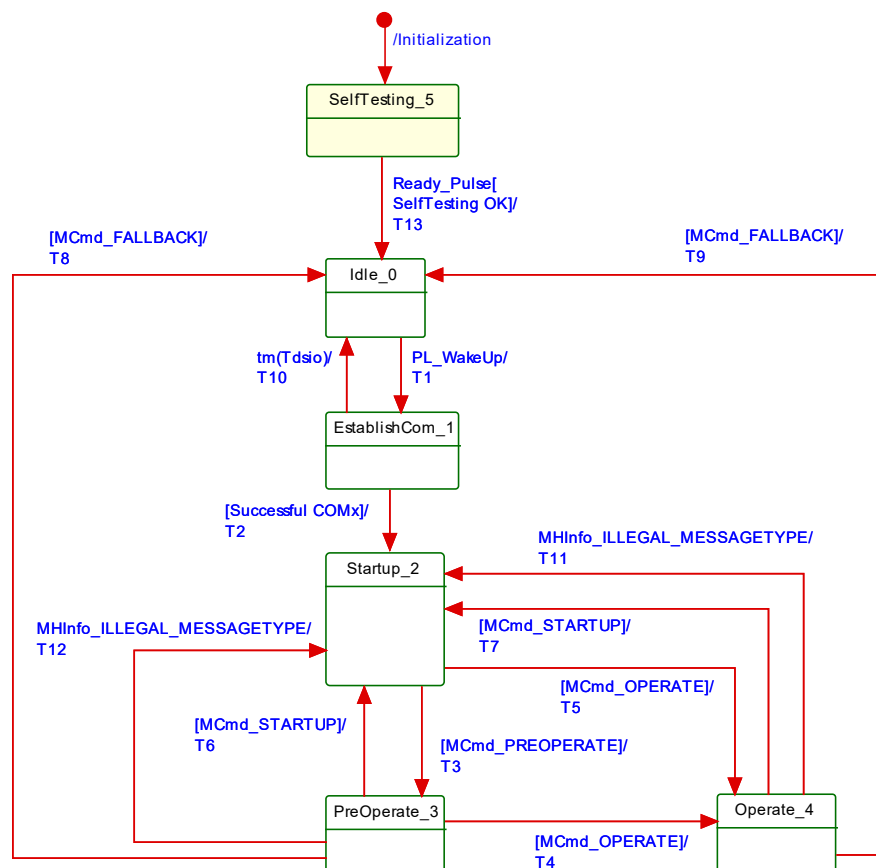 /Initialization
SelfTesting_5
Ready_Pulse[
SelfTesting OK]/
T13
[MCmd_FALLBACK]/
T8
[MCmd_FALLBACK]/
T9
Idle_0
tm(Tdsio)/
T10
PL_WakeUp/
T1
EstablishCom_1
[Successful COMx]/
T2
MHInfo_ILLEGAL_MESSAGETYPE/
T11
Startup_2
[MCmd_STARTUP]/
T7
MHInfo_ILLEGAL_MESSAGETYPE/
T12
[MCmd_OPERATE]/
T5
[MCmd_STARTUP]/
T6
[MCmd_PREOPERATE]/
T3
PreOperate_3
Operate_4
[MCmd_OPERATE]/
T4